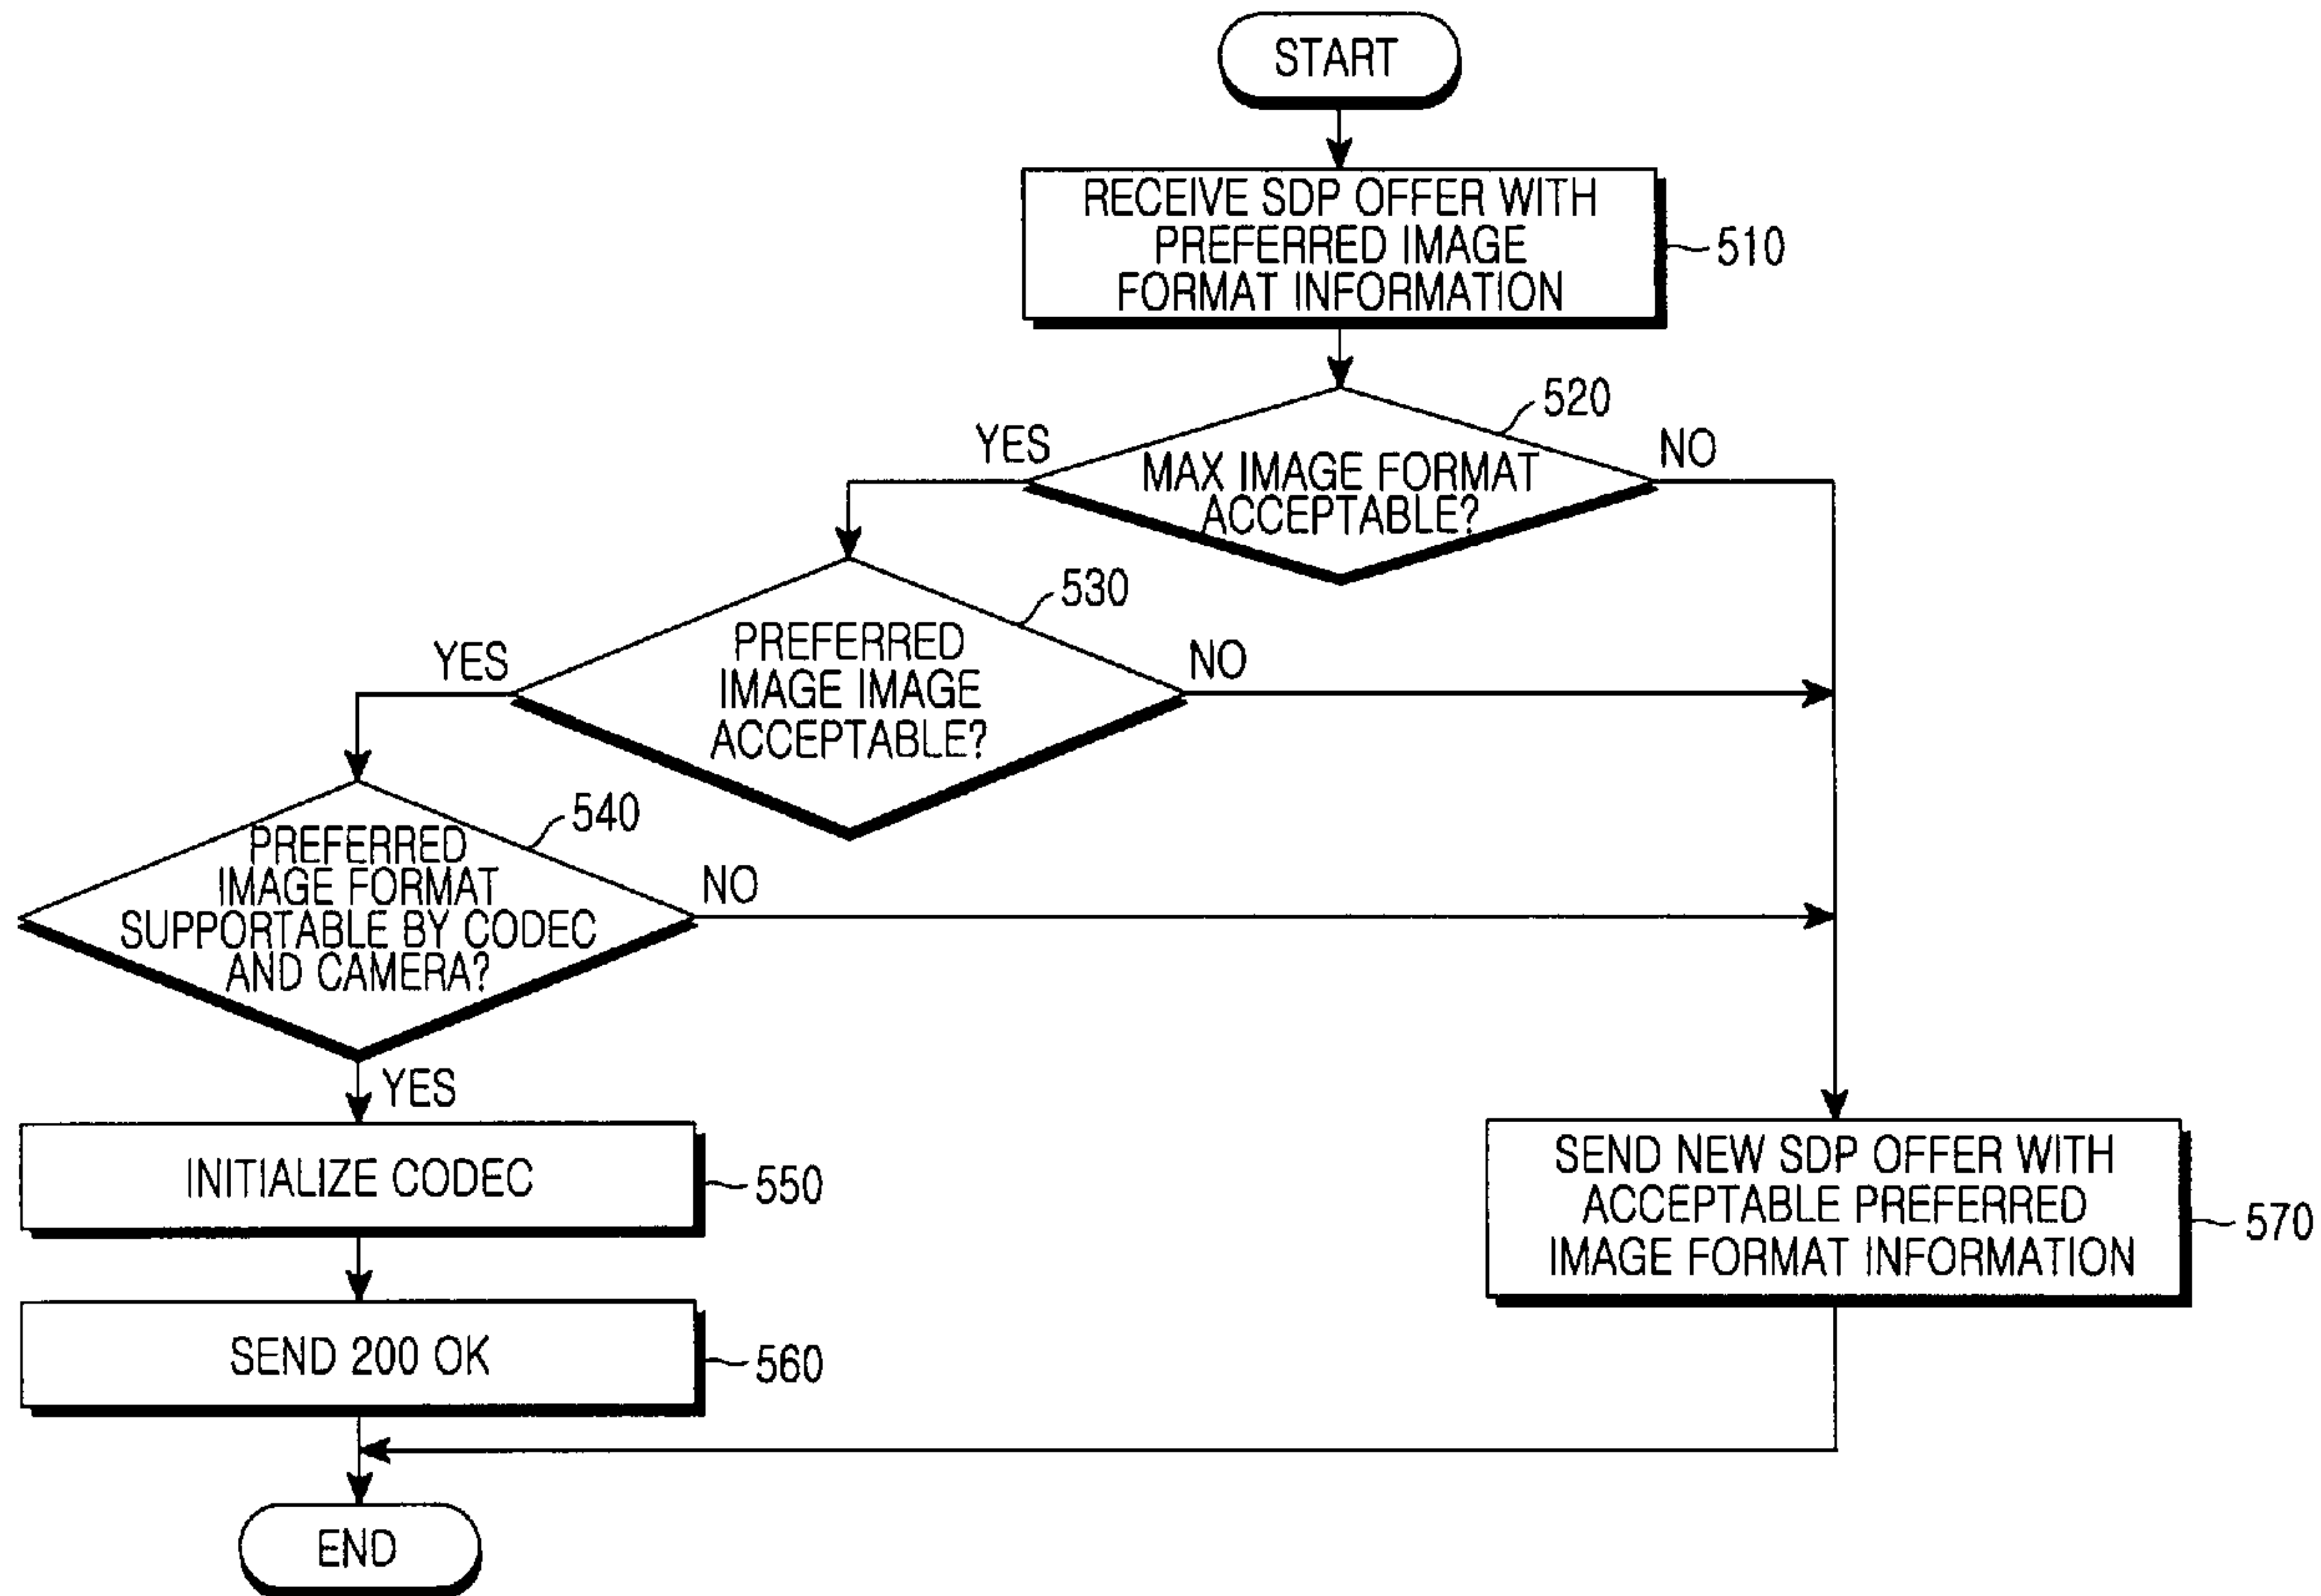 START
RECEIVE SDP OFFER WITH
PREFERRED IMAGE
FORMAT INFORMATION
510
520
YES
NO
MAX IMAGE FORMAT
ACCEPTABLE?
530
YES
NO
PREFERRED
IMAGE IMAGE
ACCEPTABLE?
540
PREFERRED
IMAGE FORMAT
SUPPORTABLE BY CODEC
AND CAMERA?
NO
YES
INITIALIZE CODEC
550
SEND NEW SDP OFFER WITH
ACCEPTABLE PREFERRED
IMAGE FORMAT INFORMATION
570
SEND 200 OK
560
END